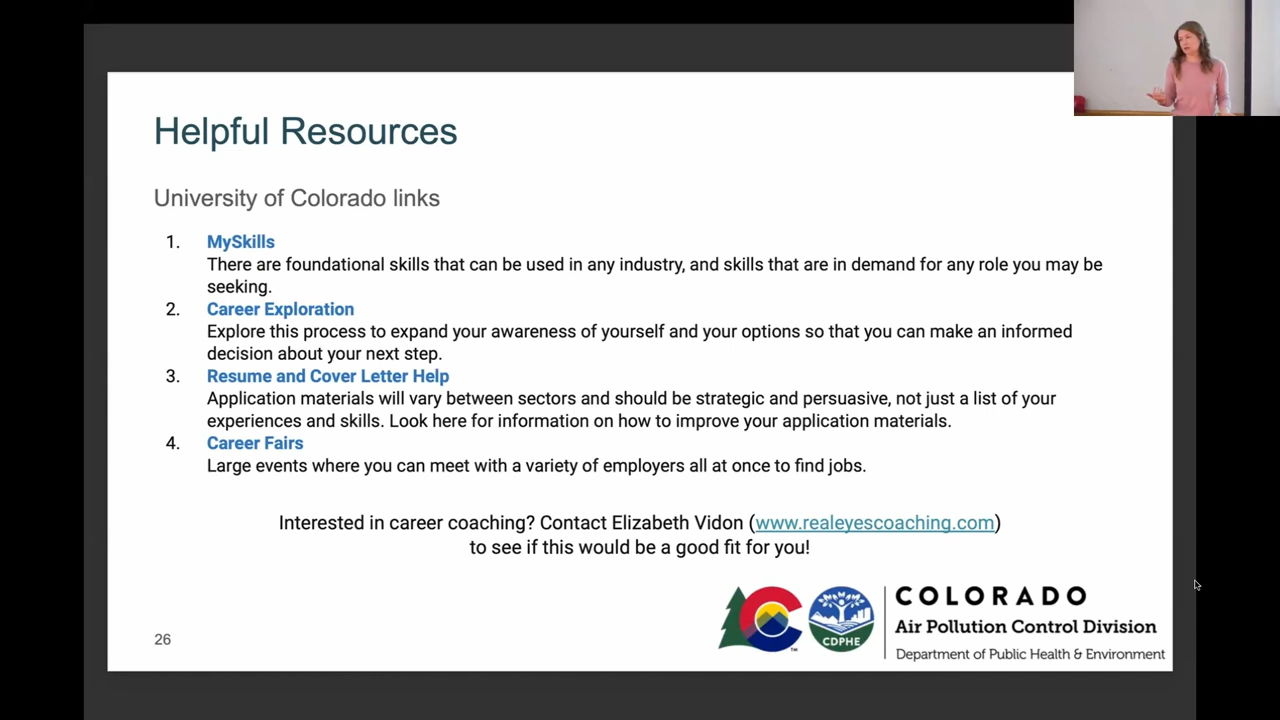 Helpful Resources
University of Colorado links
1. MySkills
There are foundational skills that can be used in any industry, and skills that are in demand for any role you may be
seeking.
2. Career Exploration
Explore this process to expand your awareness of yourself and your options so that you can make an informed
decision about your next step.
3. Resume and Cover Letter Help
Application materials will vary between sectors and should be strategic and persuasive, not just a list of your
experiences and skills. Look here for information on how to improve your application materials.
4. Career Fairs
Large events where you can meet with a variety of employers all at once to find jobs.
Interested in career coaching? Contact Elizabeth Vidon (www.realeyescoaching.com)
to see if this would be a good fit for you!
COLORADO
Air Pollution Control Division
Department of Public Health & Environment
CDPHE
TM
26